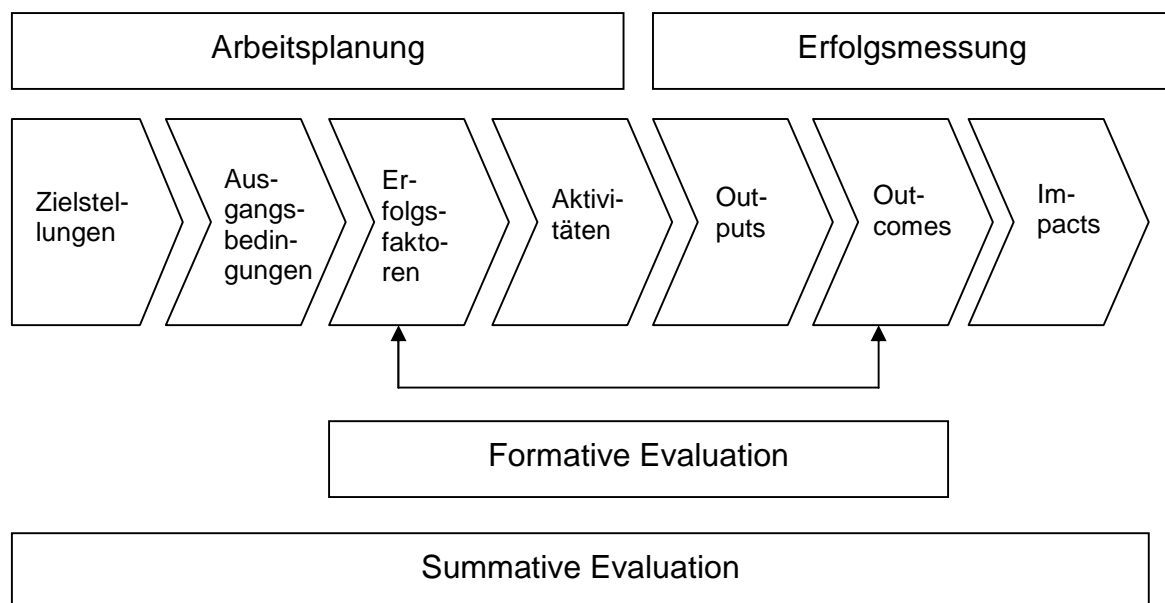 Arbeitsplanung
Erfolgsmessung
Zielstel-
lungen
Aus-
gangs-
bedin-
gungen
Er-
folgs-
fakto-
ren
Aktivi-
täten
Out-
puts
Out-
comes
Im-
pacts
Formative Evaluation
Summative Evaluation